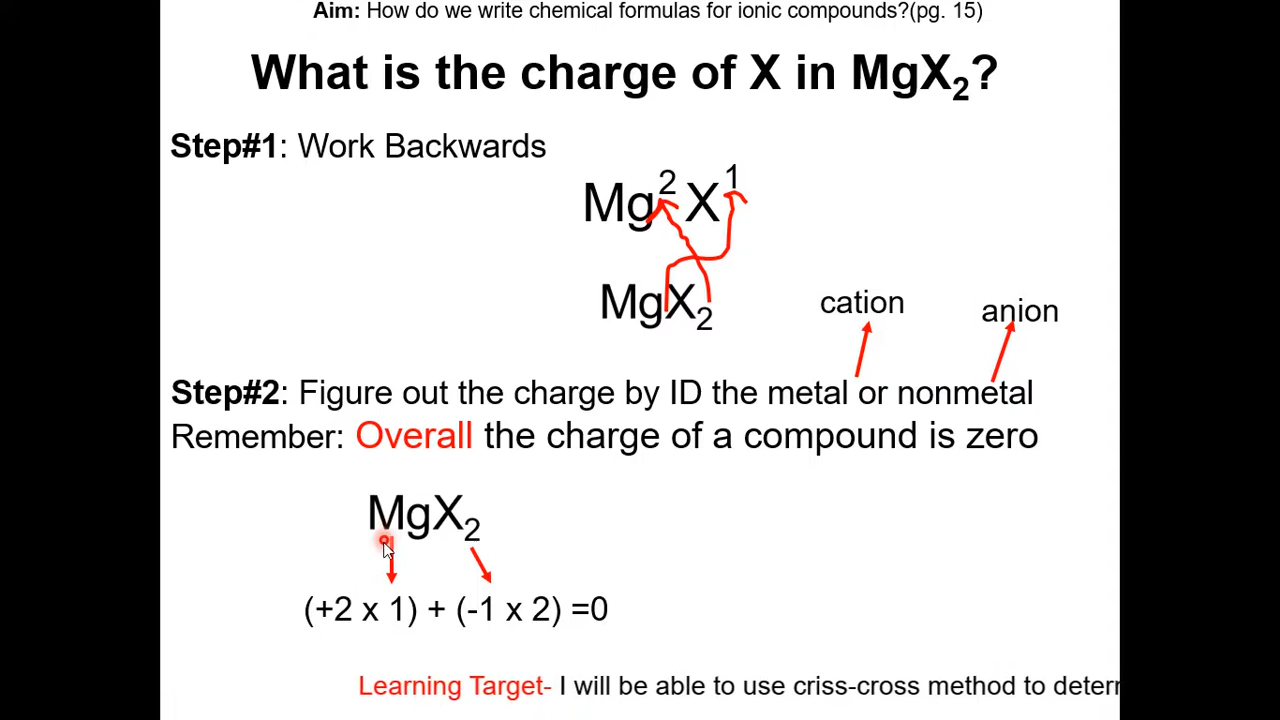 Aim: How do we write chemical formulas for ionic compounds?(pg. 15)
What is the charge of X in MgX₂?
Step#1: Work Backwards
Mg² X¹
MgX₂
cation
anion
Step#2: Figure out the charge by ID the metal or nonmetal
Remember: Overall the charge of a compound is zero
MgX₂
(+2 x 1) + (-1 x 2) =0
Learning Target- I will be able to use criss-cross method to deter